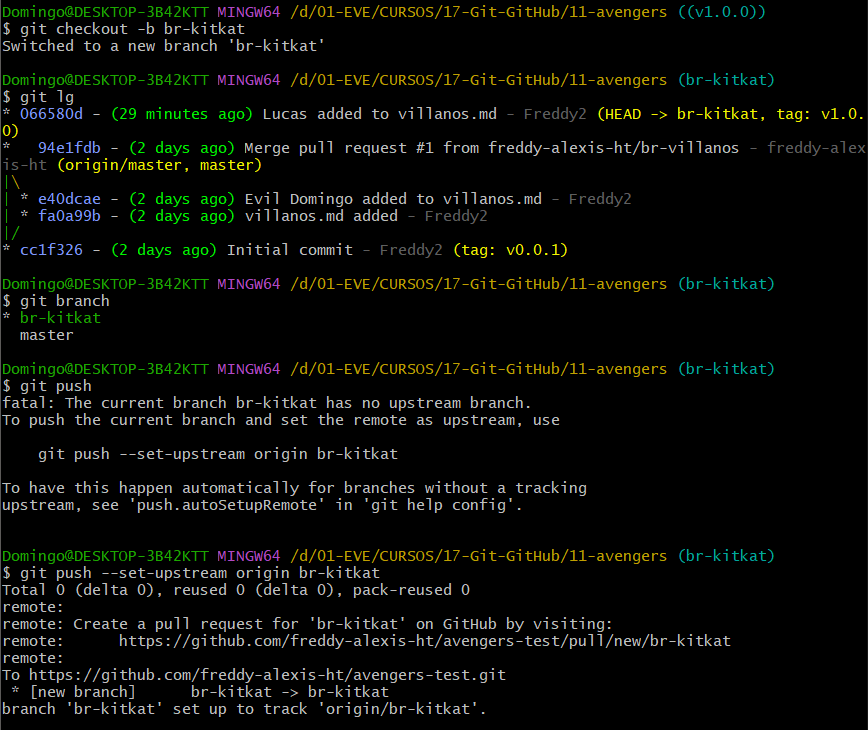 Domingo@DESKTOP-3B42KTT MINGW64 /d/01-EVE/CURSOS/17-Git-GitHub/11-avengers ((v1.0.0))
$ git checkout -b br-kitkat
Switched to a new branch 'br-kitkat'

Domingo@DESKTOP-3B42KTT MINGW64 /d/01-EVE/CURSOS/17-Git-GitHub/11-avengers (br-kitkat)
$ git lg
* 066580d - (29 minutes ago) Lucas added to villanos.md - Freddy2 (HEAD -> br-kitkat, tag: v1.0.
0)
*   94e1fdb - (2 days ago) Merge pull request #1 from freddy-alexis-ht/br-villanos - freddy-alex
is-ht (origin/master, master)
|\
| * e40dcae - (2 days ago) Evil Domingo added to villanos.md - Freddy2
| * fa0a99b - (2 days ago) villanos.md added - Freddy2
|/
* cc1f326 - (2 days ago) Initial commit - Freddy2 (tag: v0.0.1)

Domingo@DESKTOP-3B42KTT MINGW64 /d/01-EVE/CURSOS/17-Git-GitHub/11-avengers (br-kitkat)
$ git branch
* br-kitkat
  master

Domingo@DESKTOP-3B42KTT MINGW64 /d/01-EVE/CURSOS/17-Git-GitHub/11-avengers (br-kitkat)
$ git push
fatal: The current branch br-kitkat has no upstream branch.
To push the current branch and set the remote as upstream, use

    git push --set-upstream origin br-kitkat

To have this happen automatically for branches without a tracking
upstream, see 'push.autoSetupRemote' in 'git help config'.

Domingo@DESKTOP-3B42KTT MINGW64 /d/01-EVE/CURSOS/17-Git-GitHub/11-avengers (br-kitkat)
$ git push --set-upstream origin br-kitkat
Total 0 (delta 0), reused 0 (delta 0), pack-reused 0
remote:
remote: Create a pull request for 'br-kitkat' on GitHub by visiting:
remote:      https://github.com/freddy-alexis-ht/avengers-test/pull/new/br-kitkat
remote:
To https://github.com/freddy-alexis-ht/avengers-test.git
 * [new branch]      br-kitkat -> br-kitkat
branch 'br-kitkat' set up to track 'origin/br-kitkat'.